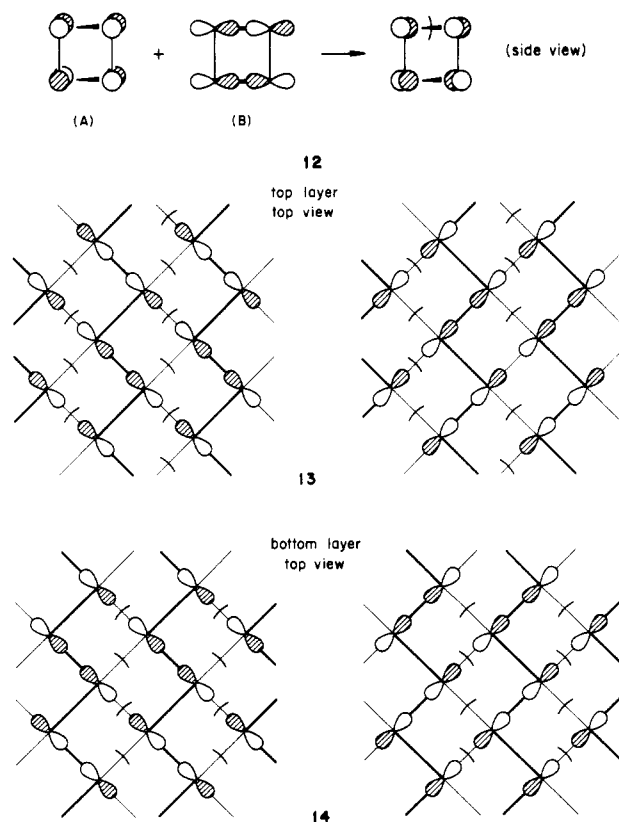 +
(side view)
(A)
(B)
12
top layer
top view
13
bottom layer
top view
14